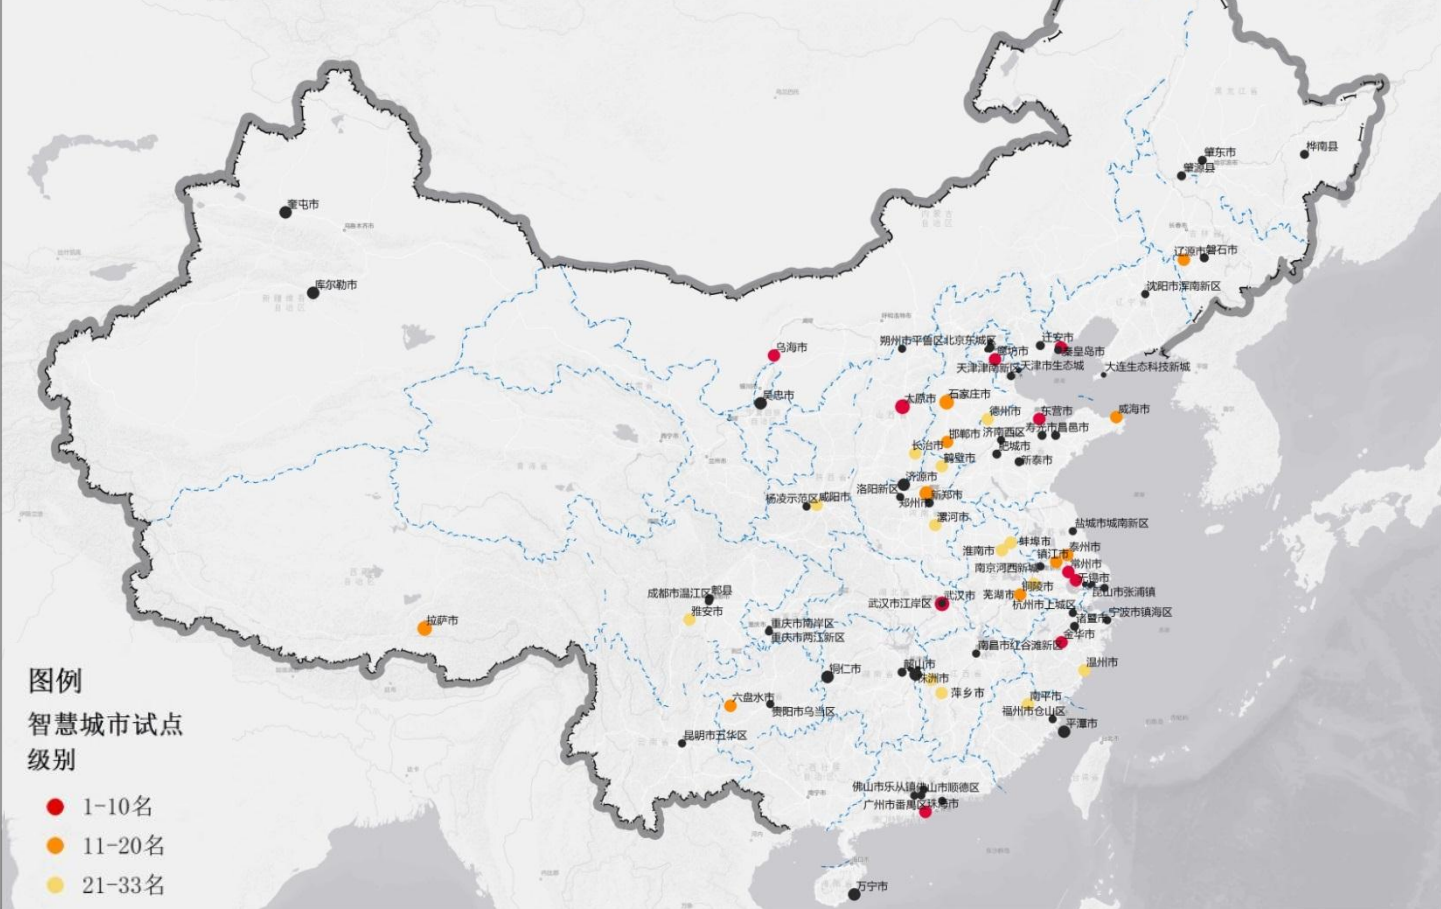 肇东市
桦南县
肇源县
奎屯市
辽源市
磐石市
库尔勒市
沈阳市浑南新区
朔州市平鲁区
北京东城区
迁安市
乌海市
廊坊市
秦皇岛市
天津津南新区
天津市生态城
大连生态科技新城
吴忠市
太原市
石家庄市
德州市
东营市
威海市
寿光市
昌邑市
邯郸市
济南西区
长治市
肥城市
鹤壁市
新泰市
济源市
洛阳新区
新郑市
杨凌示范区
咸阳市
郑州市
漯河市
盐城市城南新区
蚌埠市
泰州市
淮南市
镇江市
南京河西新城
常州市
无锡市
成都市温江区
郫县
铜陵市
昆山市张浦镇
武汉市江岸区
武汉市
芜湖市
杭州市上城区
雅安市
拉萨市
诸暨市
宁波市镇海区
重庆市南岸区
重庆市两江新区
金华市
南昌市红谷滩新区
铜仁市
韶山市
温州市
株洲市
萍乡市
六盘水市
南平市
贵阳市乌当区
福州市仓山区
平潭市
昆明市五华区
佛山市乐从镇
佛山市顺德区
广州市番禺区
珠海市
万宁市
图例
智慧城市试点
级别
1-10名
11-20名
21-33名